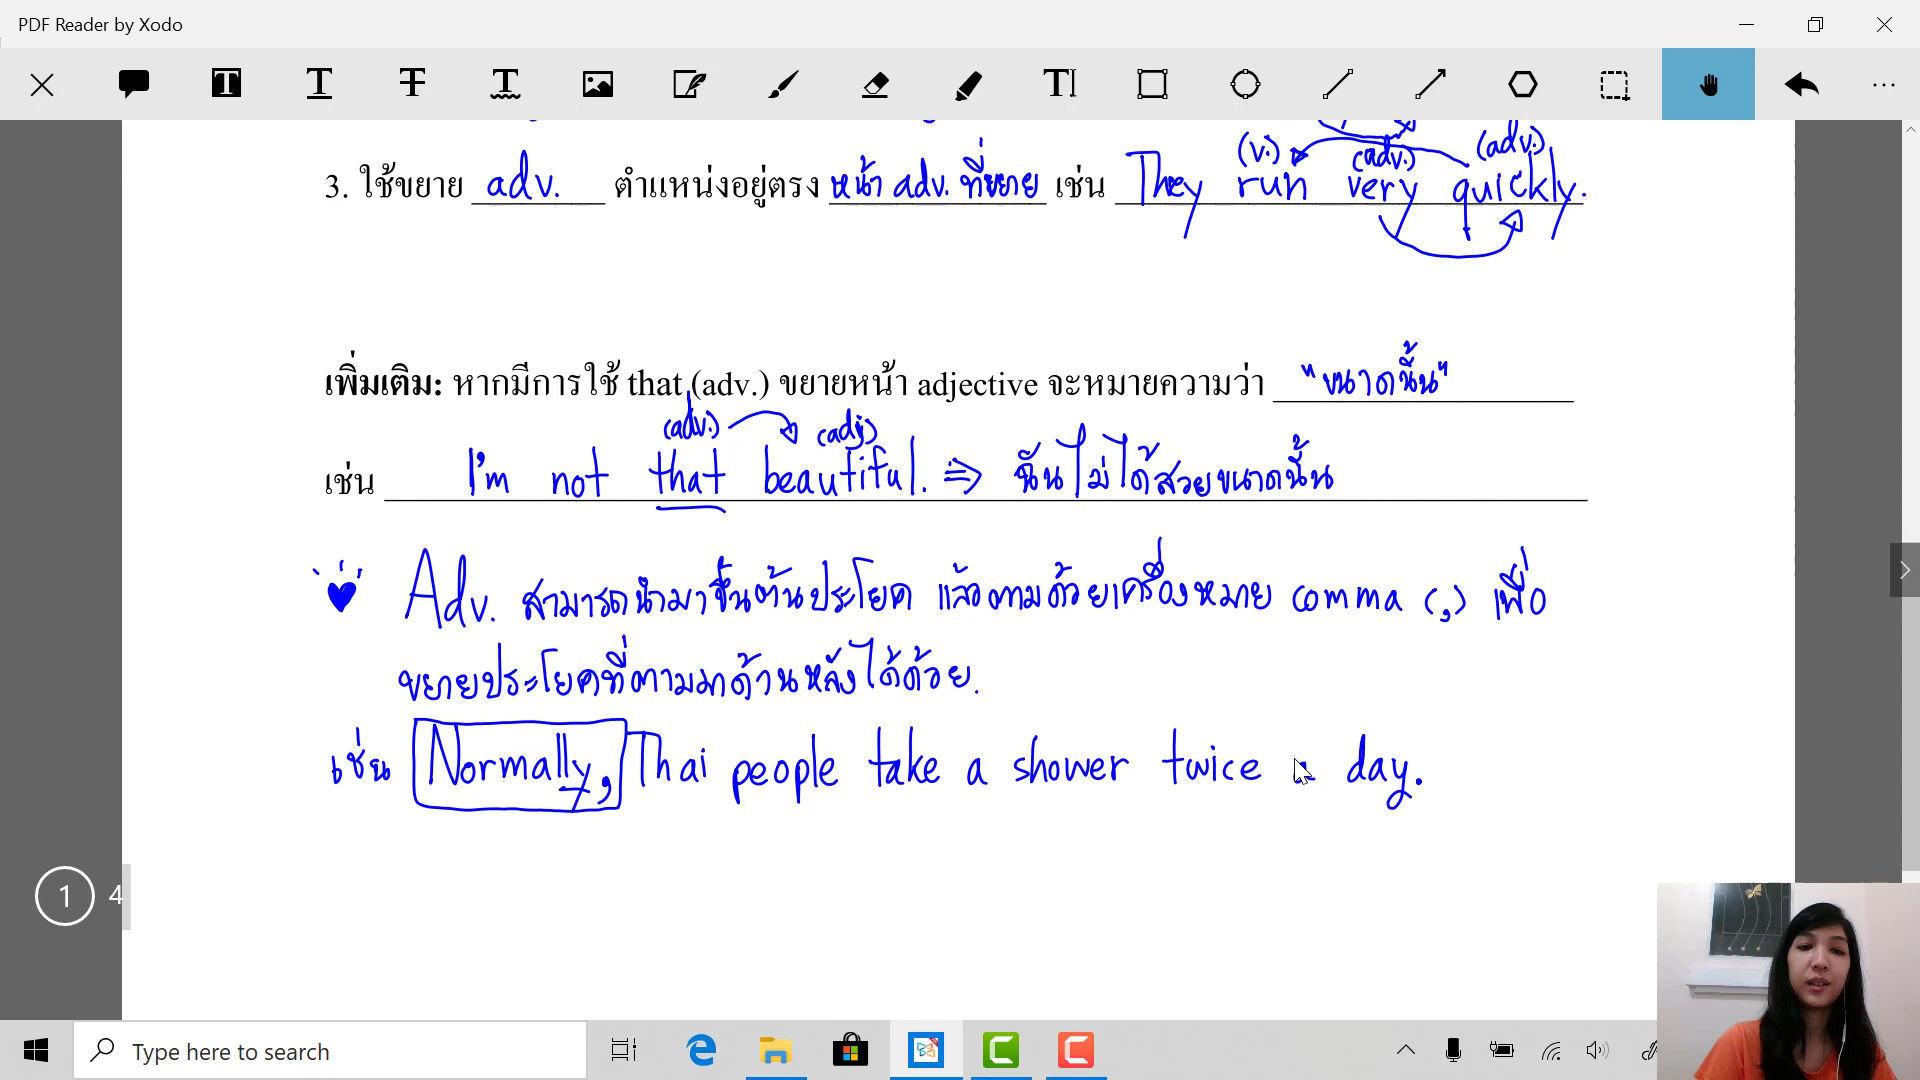 PDF Reader by Xodo
(v.) (adv.) (adv.)
3. ใช้ขยาย adv. ตำแหน่งอยู่ตรง หน้า adv. ที่ขยาย เช่น They run very quickly.
เพิ่มเติม: หากมีการใช้ that (adv.) ขยายหน้า adjective จะหมายความว่า "ขนาดนั้น"
(adv.) (adj)
เช่น I'm not that beautiful. ⇒ ฉันไม่ได้สวยขนาดนั้น
Adv. สามารถนำมาขึ้นต้นประโยค แล้วตามด้วยเครื่องหมาย comma (,) เพื่อ
ขยายประโยคที่ตามมาด้านหลังได้ด้วย.
เช่น Normally, Thai people take a shower twice a day.
1 4
Type here to search